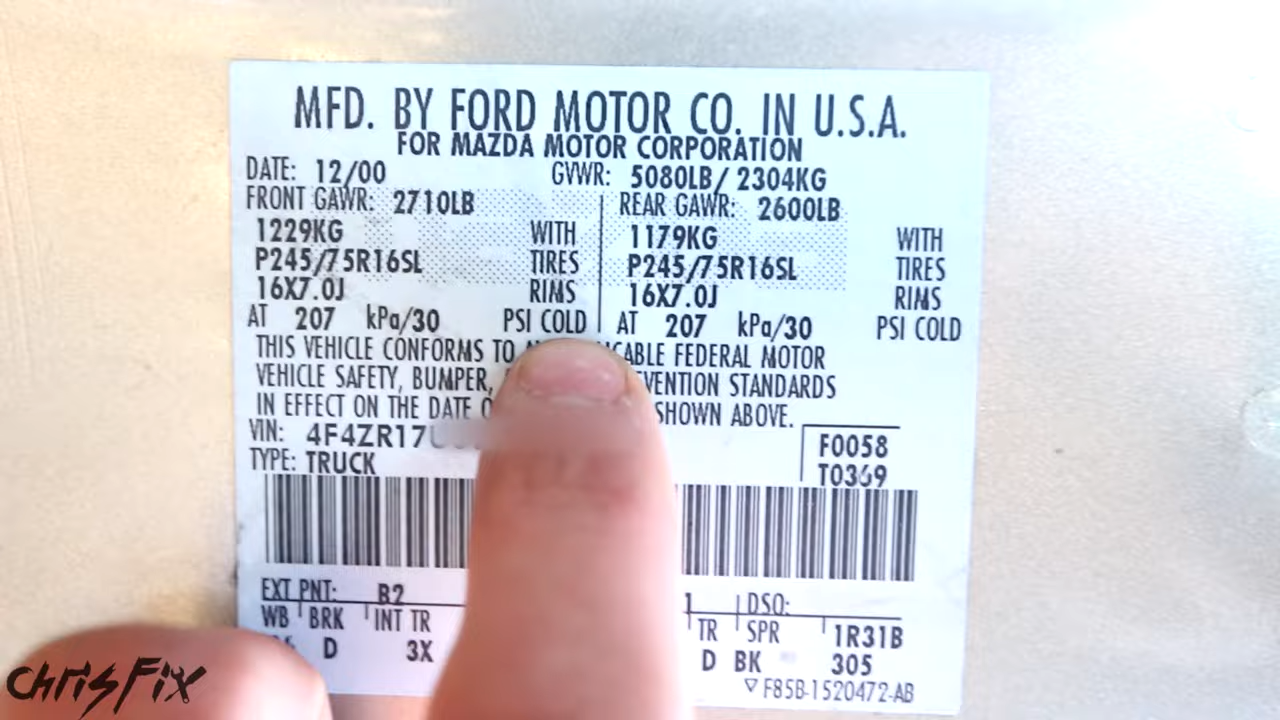 MFD. BY FORD MOTOR CO. IN U.S.A.
FOR MAZDA MOTOR CORPORATION
DATE: 12/00 GVWR: 5080LB/ 2304KG
FRONT GAWR: 2710LB REAR GAWR: 2600LB
1229KG WITH 1179KG WITH
P245/75R16SL TIRES P245/75R16SL TIRES
16X7.0J RIMS 16X7.0J RIMS
AT 207 kPa/30 PSI COLD AT 207 kPa/30 PSI COLD
THIS VEHICLE CONFORMS TO FEDERAL MOTOR
VEHICLE SAFETY, BUMPER, STANDARDS
IN EFFECT ON THE DATE SHOWN ABOVE.
VIN: 4F4ZR17 F0058
TYPE: TRUCK T0369
EXT PNT: B2 1 DSO:
WB BRK INT TR TR SPR 1R31B
D 3X D BK 305
F85B-1520472-AB
chrisFix